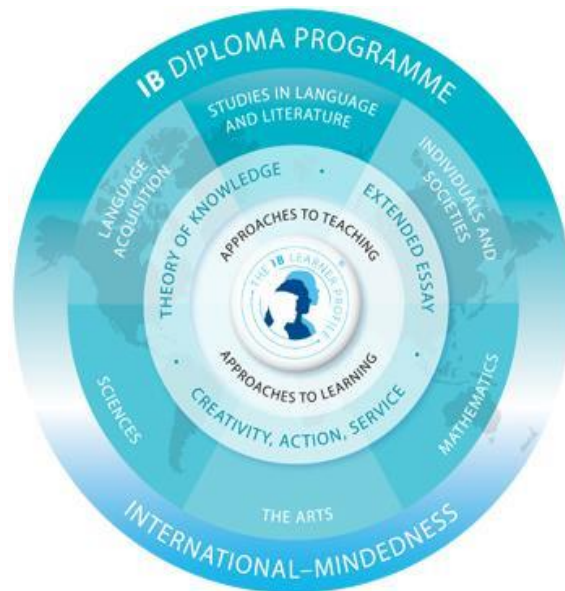 IB DIPLOMA PROGRAMME
STUDIES IN LANGUAGE
AND LITERATURE
LANGUAGE
ACQUISITION
INDIVIDUALS AND
SOCIETIES
THEORY OF KNOWLEDGE
EXTENDED ESSAY
APPROACHES TO TEACHING
THE IB LEARNER PROFILE
®
APPROACHES TO LEARNING
CREATIVITY, ACTION, SERVICE
SCIENCES
MATHEMATICS
THE ARTS
INTERNATIONAL–MINDEDNESS